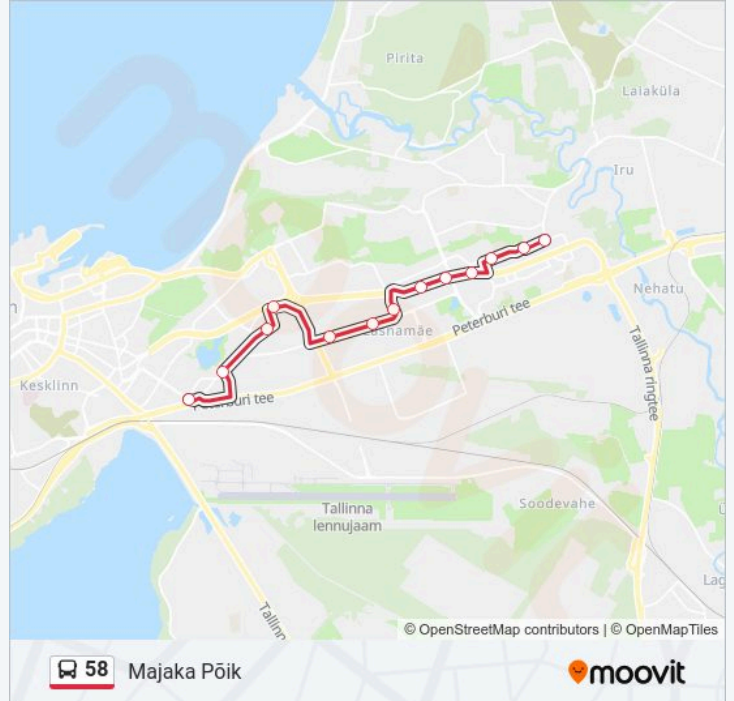 Pirita
Laiaküla
Iru
Nehatu
Lasnamäe
Peterburi tee
Tallinna ringtee
Kesklinn
Peterburi tee
Tallinna
lennujaam
Soodevahe
© OpenStreetMap contributors | © OpenMapTiles
58 Majaka Põik
moovit